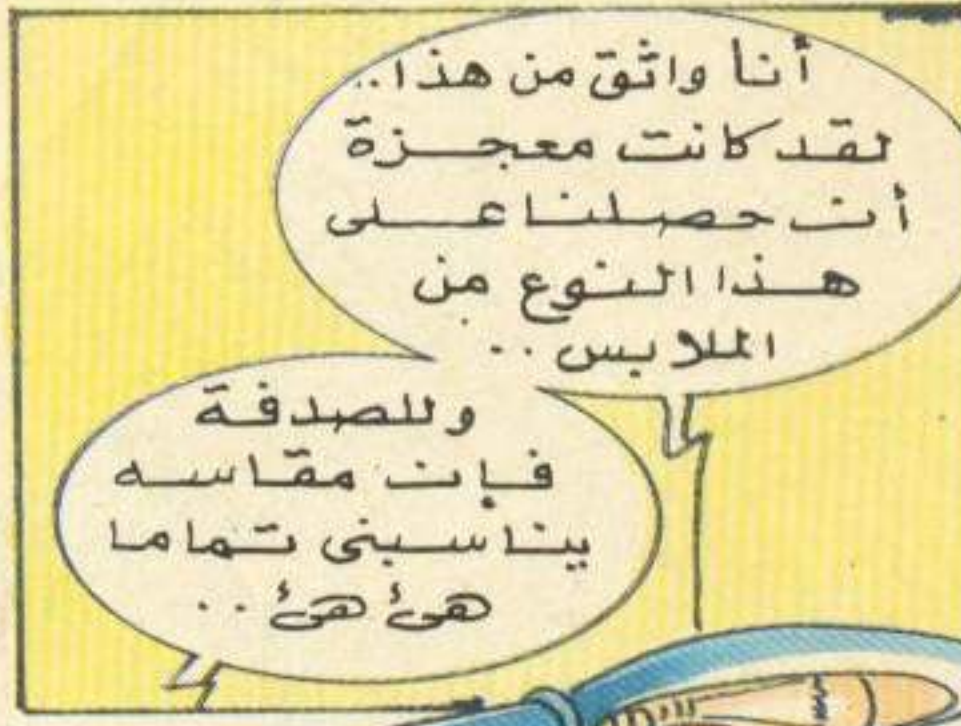 أنا واثق من هذا..
لقد كانت معجزة
أن حصلنا على
هذا النوع من
الملابس..
وللصدفة
فإن مقاسه
يناسبنى تماما
هئ هئ..